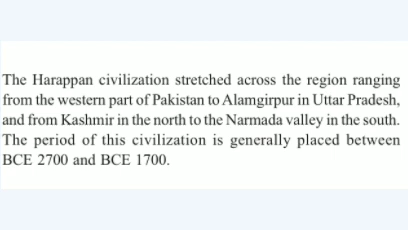 The Harappan civilization stretched across the region ranging
from the western part of Pakistan to Alamgirpur in Uttar Pradesh,
and from Kashmir in the north to the Narmada valley in the south.
The period of this civilization is generally placed between
BCE 2700 and BCE 1700.